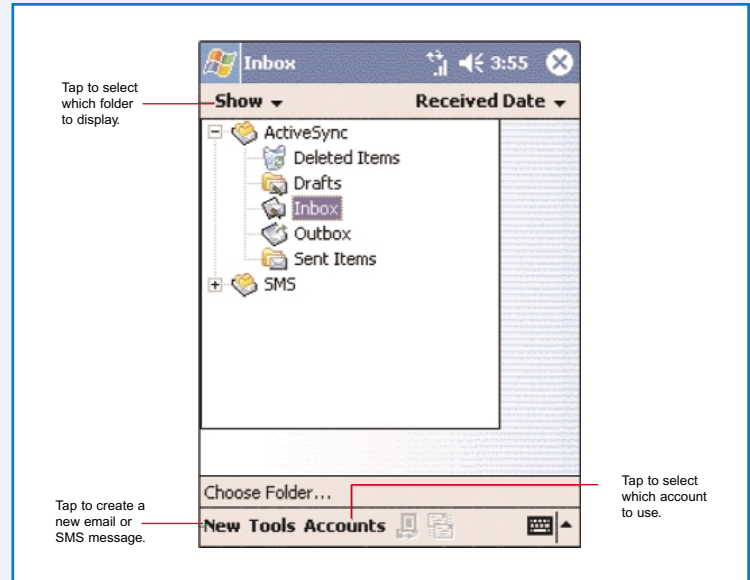 Inbox 3:55
Tap to select
which folder
to display.
Show Received Date
ActiveSync
Deleted Items
Drafts
Inbox
Outbox
Sent Items
SMS
Choose Folder...
Tap to select
which account
to use.
Tap to create a
new email or
SMS message.
New Tools Accounts